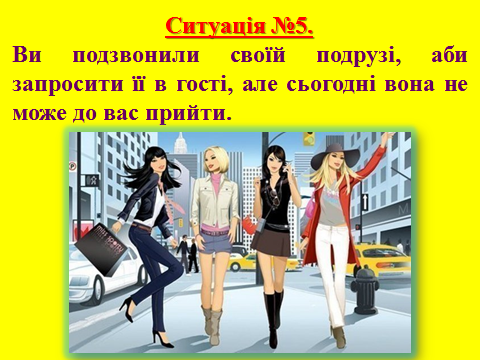 Ситуація №5.
Ви подзвонили своїй подрузі, аби
запросити її в гості, але сьогодні вона не
може до вас прийти.